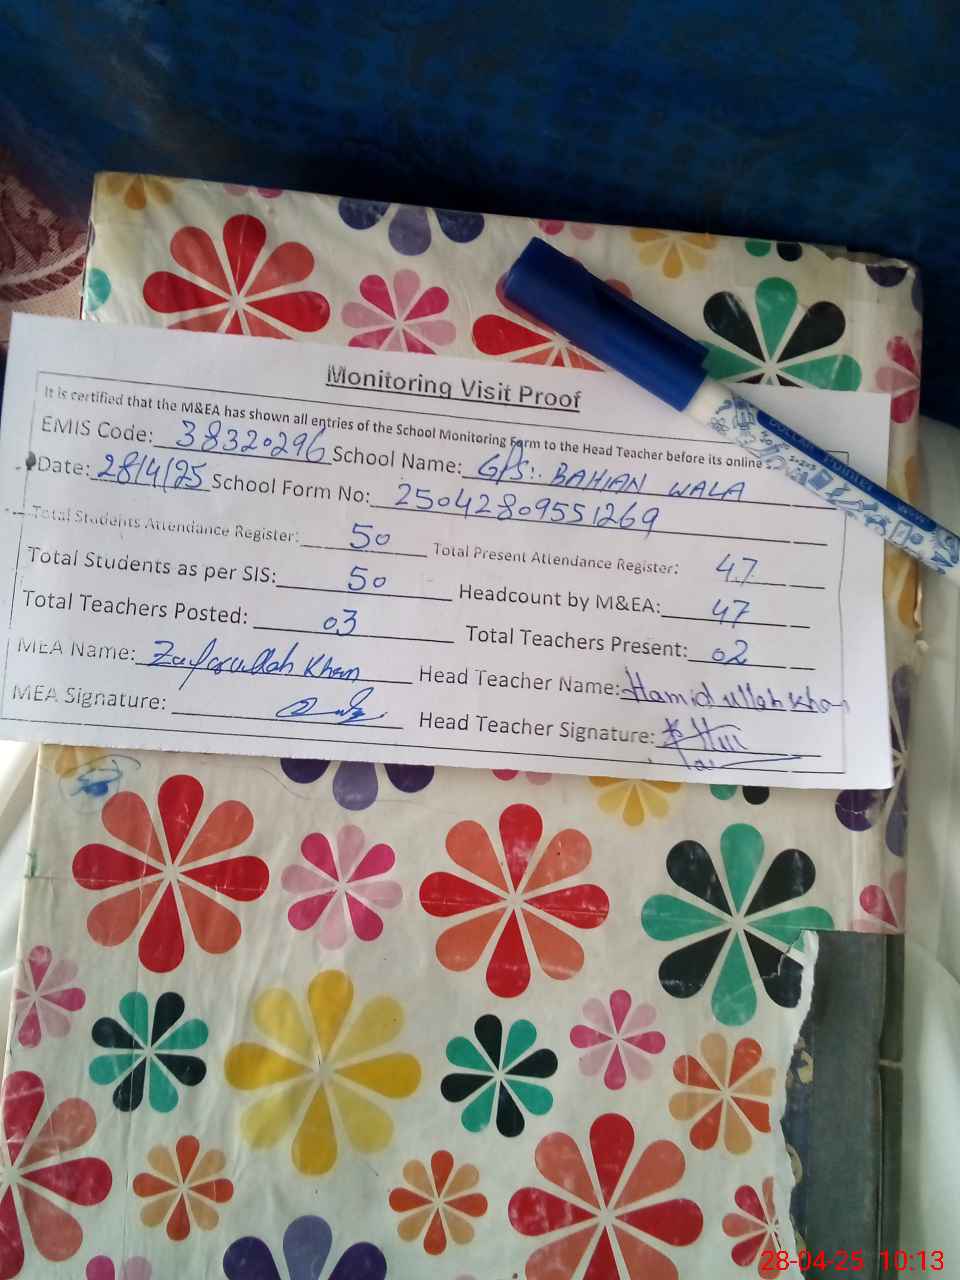 Monitoring Visit Proof
It is certified that the M&EA has shown all entries of the School Monitoring Form to the Head Teacher before its online
EMIS Code: 38320296 School Name: GPS: BAHIAN WALA
Date: 28/4/25 School Form No: 25042809551269
Total Students Attendance Register: 50 Total Present Attendance Register: 47
Total Students as per SIS: 50 Headcount by M&EA: 47
Total Teachers Posted: 03 Total Teachers Present: 02
MEA Name: Zafarullah Khan Head Teacher Name: Hamid ullah khan
MEA Signature: Head Teacher Signature:
DOLLAR Pointer
28-04-25 10:13